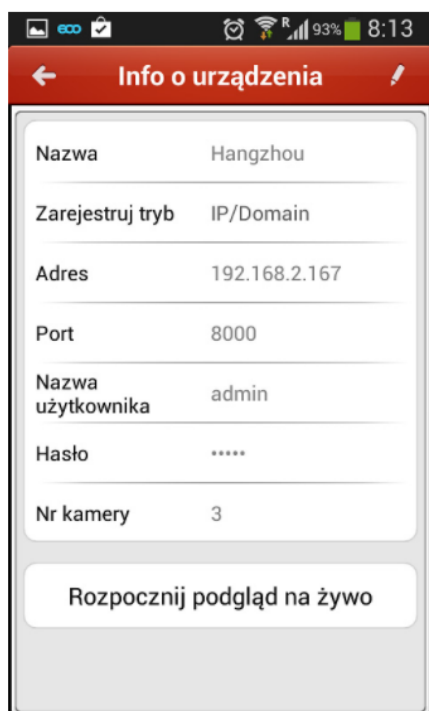 eco R 93% 8:13
Info o urządzenia
Nazwa Hangzhou
Zarejestruj tryb IP/Domain
Adres 192.168.2.167
Port 8000
Nazwa
użytkownika admin
Hasło •••••
Nr kamery 3
Rozpocznij podgląd na żywo